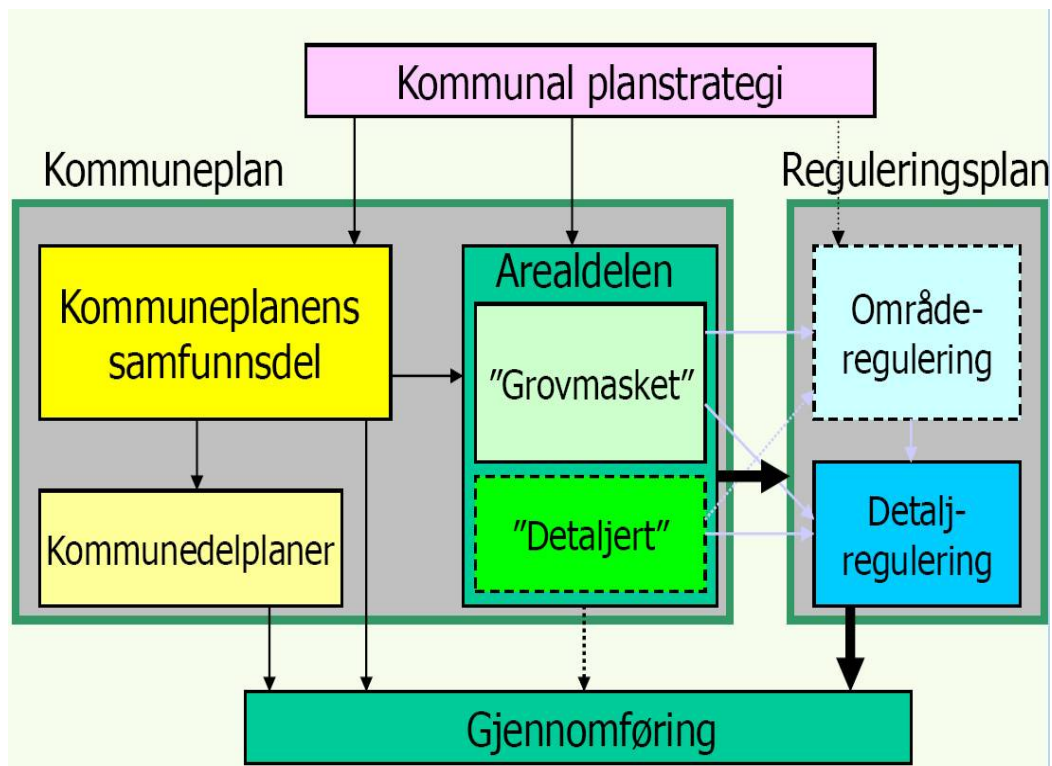 Kommunal planstrategi
Kommuneplan
Reguleringsplan
Kommuneplanens
samfunnsdel
Arealdelen
”Grovmasket”
Område-
regulering
Kommunedelplaner
”Detaljert”
Detalj-
regulering
Gjennomføring